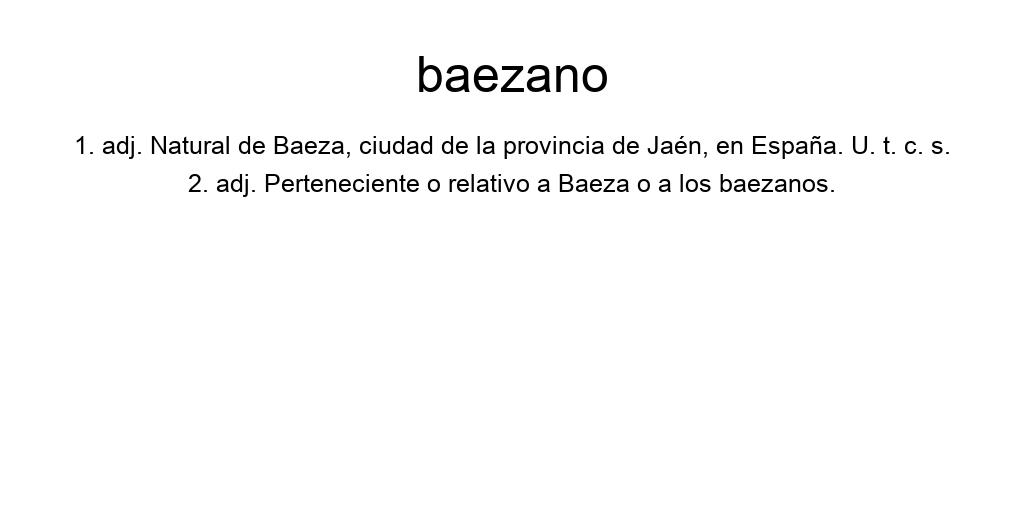 baezano
1. adj. Natural de Baeza, ciudad de la provincia de Jaén, en España. U. t. c. s.
2. adj. Perteneciente o relativo a Baeza o a los baezanos.